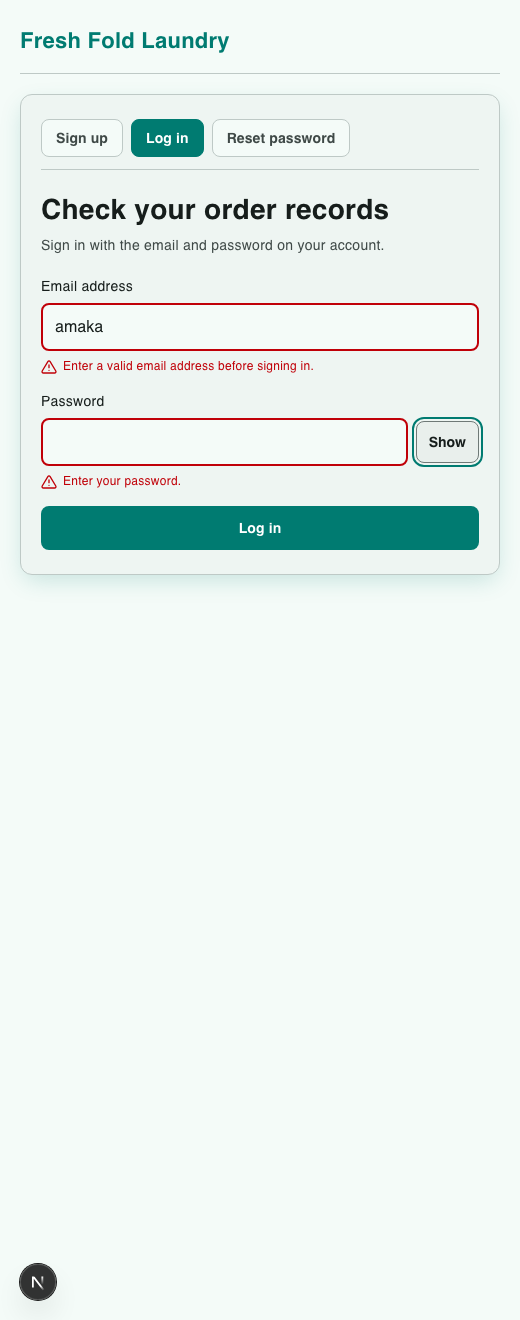 Fresh Fold Laundry
Sign up
Log in
Reset password
Check your order records
Sign in with the email and password on your account.
Email address
amaka
Enter a valid email address before signing in.
Password
Show
Enter your password.
Log in
N